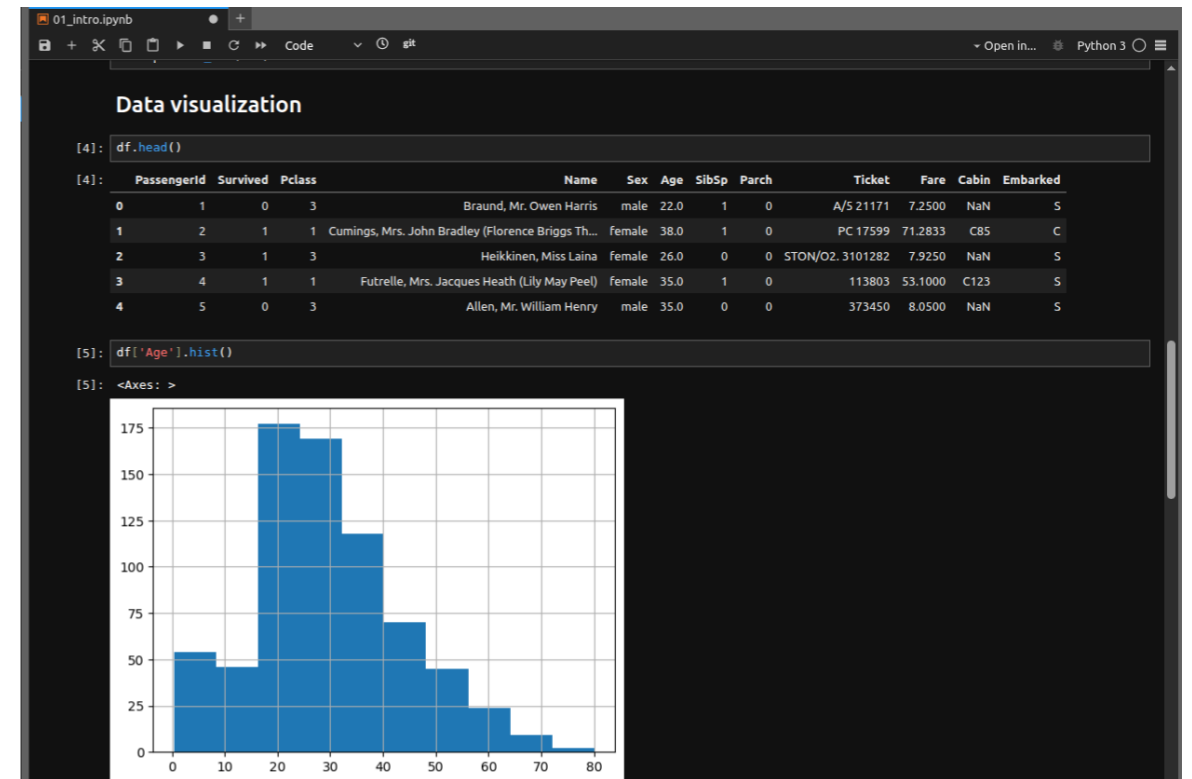 01_intro.ipynb
Code git Open in... Python 3
Data visualization
[4]: df.head()
[4]: PassengerId Survived Pclass Name Sex Age SibSp Parch Ticket Fare Cabin Embarked
0 1 0 3 Braund, Mr. Owen Harris male 22.0 1 0 A/5 21171 7.2500 NaN S
1 2 1 1 Cumings, Mrs. John Bradley (Florence Briggs Th... female 38.0 1 0 PC 17599 71.2833 C85 C
2 3 1 3 Heikkinen, Miss Laina female 26.0 0 0 STON/O2. 3101282 7.9250 NaN S
3 4 1 1 Futrelle, Mrs. Jacques Heath (Lily May Peel) female 35.0 1 0 113803 53.1000 C123 S
4 5 0 3 Allen, Mr. William Henry male 35.0 0 0 373450 8.0500 NaN S
[5]: df['Age'].hist()
[5]: <Axes: >
175
150
125
100
75
50
25
0
0 10 20 30 40 50 60 70 80